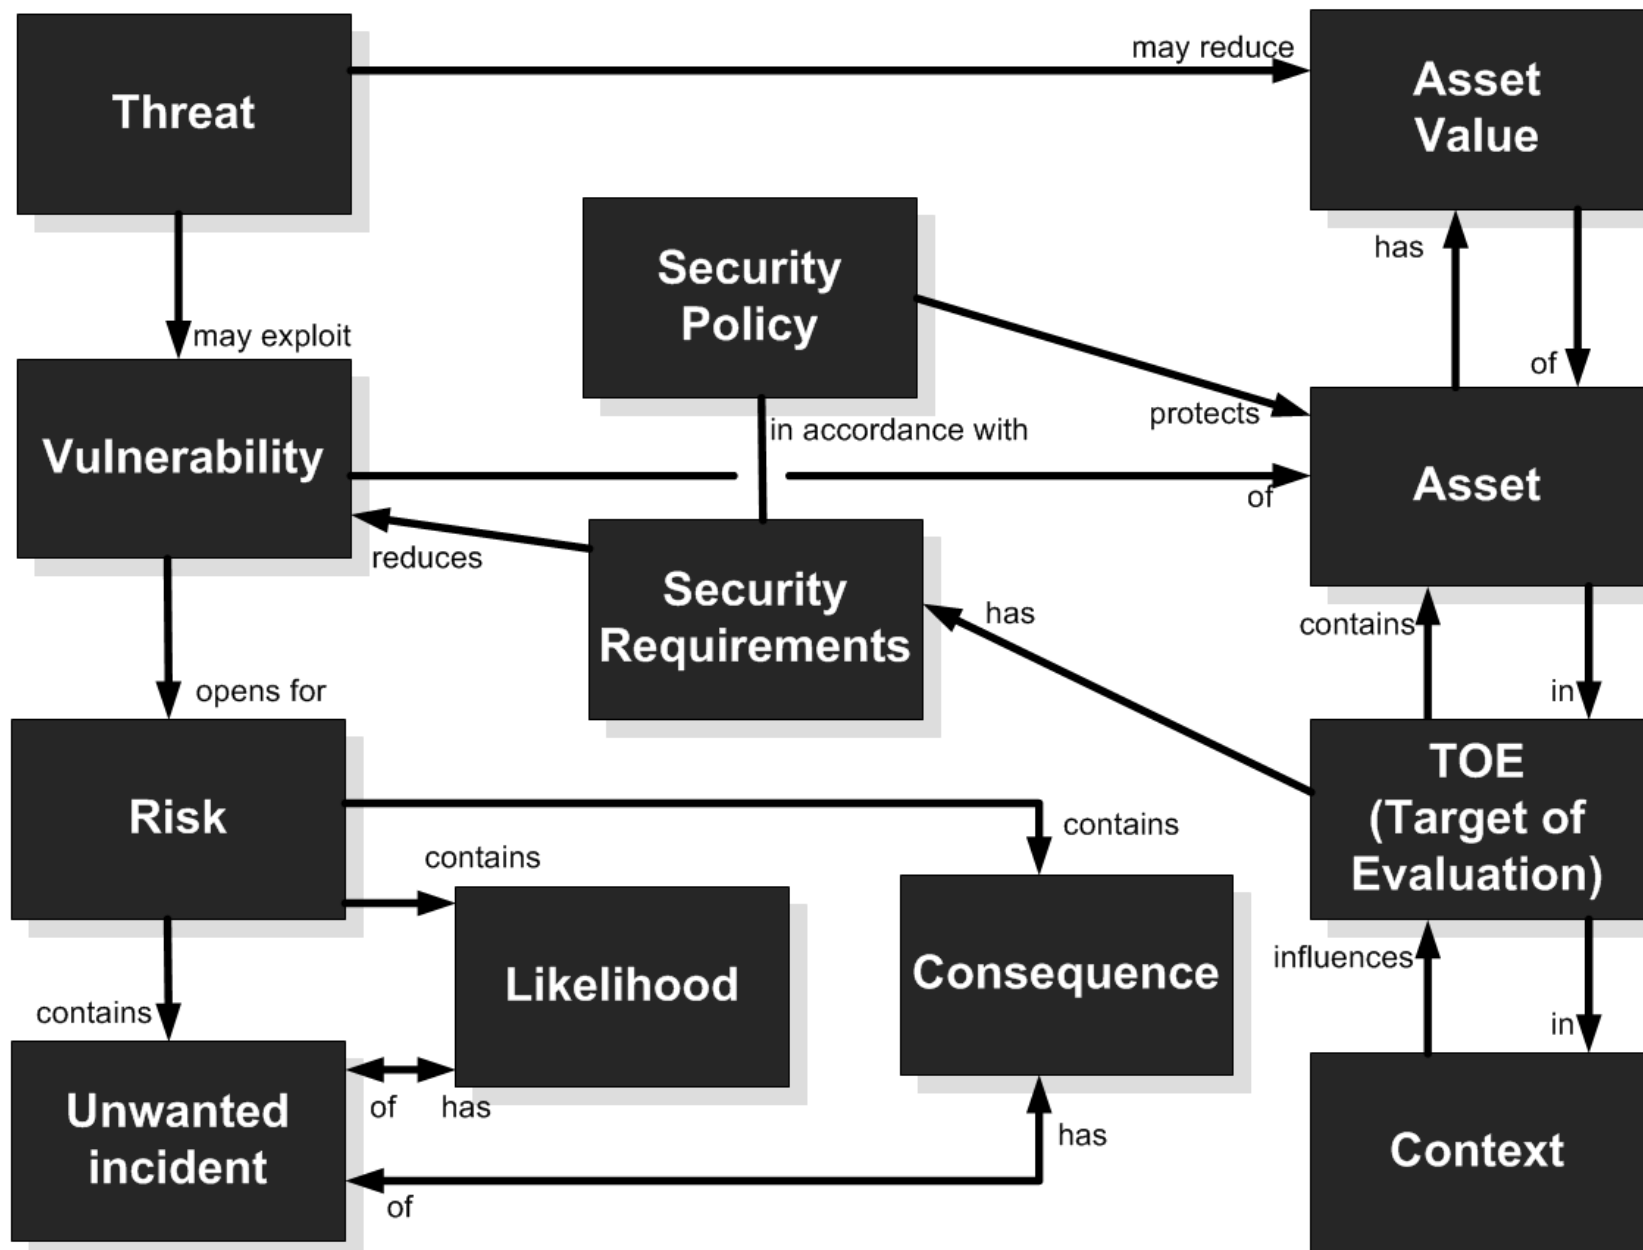 may reduce
Threat
Asset
Value
has
Security
Policy
may exploit
of
protects
in accordance with
Vulnerability
Asset
of
reduces
Security
Requirements
has
contains
opens for
in
TOE
(Target of
Evaluation)
Risk
contains
contains
influences
Likelihood
Consequence
contains
in
of
has
Unwanted
incident
has
Context
of